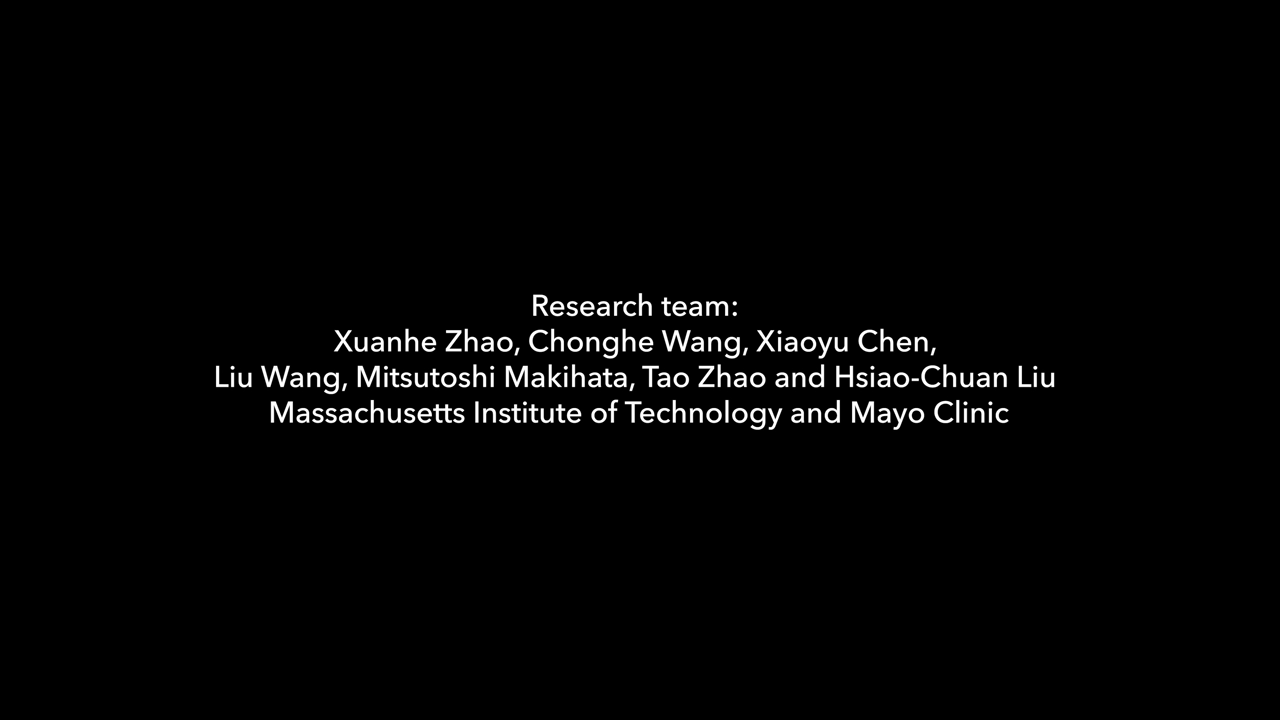 Research team:
Xuanhe Zhao, Chonghe Wang, Xiaoyu Chen,
Liu Wang, Mitsutoshi Makihata, Tao Zhao and Hsiao-Chuan Liu
Massachusetts Institute of Technology and Mayo Clinic